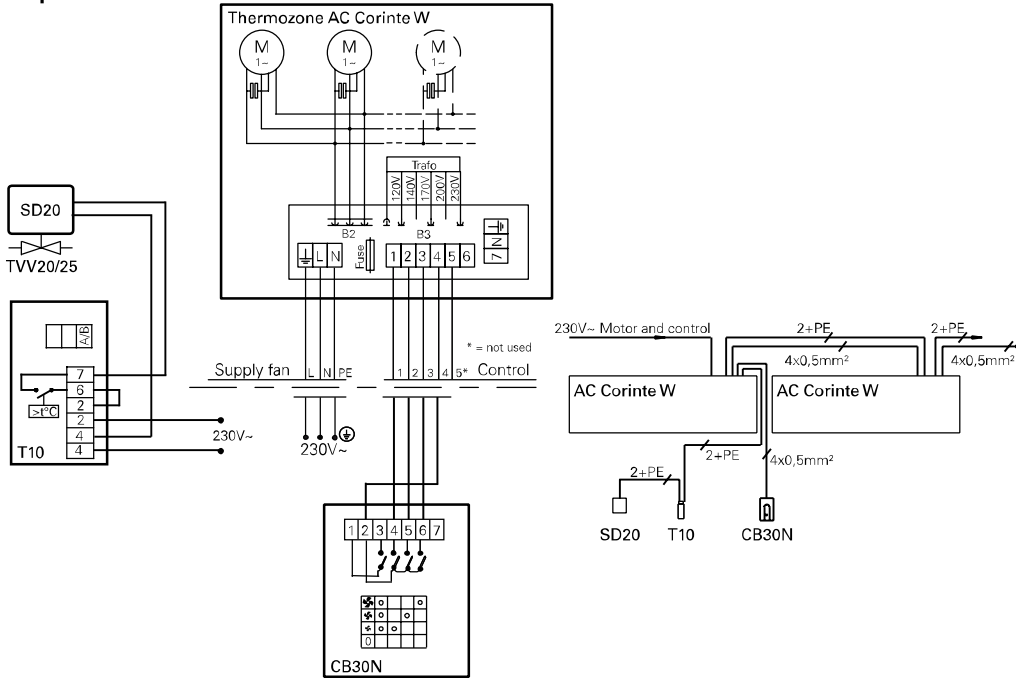 Thermozone AC Corinte W
M M M
1~ 1~ 1~
Trafo
120V 140V 170V 200V 230V
B2 B3
Fuse
L N 1 2 3 4 5 6 7 N
SD20
TVV20/25
A/B
7
6
2
2
4
4
>t°C
T10
230V~
* = not used
Supply fan L N PE 1 2 3 4 5* Control
230V~
1 2 3 4 5 6 7
0
CB30N
230V~ Motor and control 2+PE 2+PE
4x0,5mm² 4x0,5mm²
AC Corinte W AC Corinte W
2+PE 4x0,5mm²
2+PE
SD20 T10 CB30N